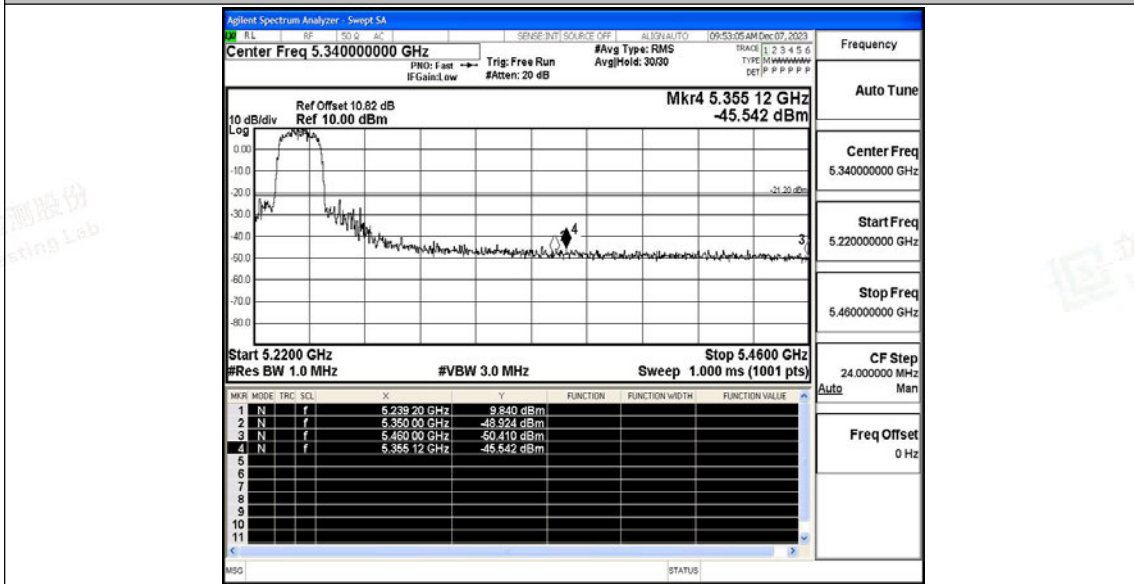 Agilent Spectrum Analyzer - Swept SA
RL RF 50 Ω AC SENSE:INT SOURCE OFF ALIGN AUTO 09:53:05 AM Dec 07, 2023
Center Freq 5.340000000 GHz
PNO: Fast
IFGain:Low
Trig: Free Run
#Atten: 20 dB
#Avg Type: RMS
Avg|Hold: 30/30
TRACE 1 2 3 4 5 6
TYPE M W W W W W
DET P P P P P P
Frequency
Auto Tune
Center Freq
5.340000000 GHz
Start Freq
5.220000000 GHz
Stop Freq
5.460000000 GHz
CF Step
24.000000 MHz
Auto Man
Freq Offset
0 Hz
Mkr4 5.355 12 GHz
-45.542 dBm
Ref Offset 10.82 dB
10 dB/div Ref 10.00 dBm
Log
0.00
-10.0
-20.0
-30.0
-40.0
-50.0
-60.0
-70.0
-80.0
-21.20 dBm
4
3
Start 5.2200 GHz Stop 5.4600 GHz
#Res BW 1.0 MHz #VBW 3.0 MHz Sweep 1.000 ms (1001 pts)
MKR MODE TRC SCL X Y FUNCTION FUNCTION WIDTH FUNCTION VALUE
1 N f 5.239 20 GHz 9.840 dBm
2 N f 5.350 00 GHz -48.924 dBm
3 N f 5.460 00 GHz -50.410 dBm
4 N f 5.355 12 GHz -45.542 dBm
5
6
7
8
9
10
11
MSG STATUS